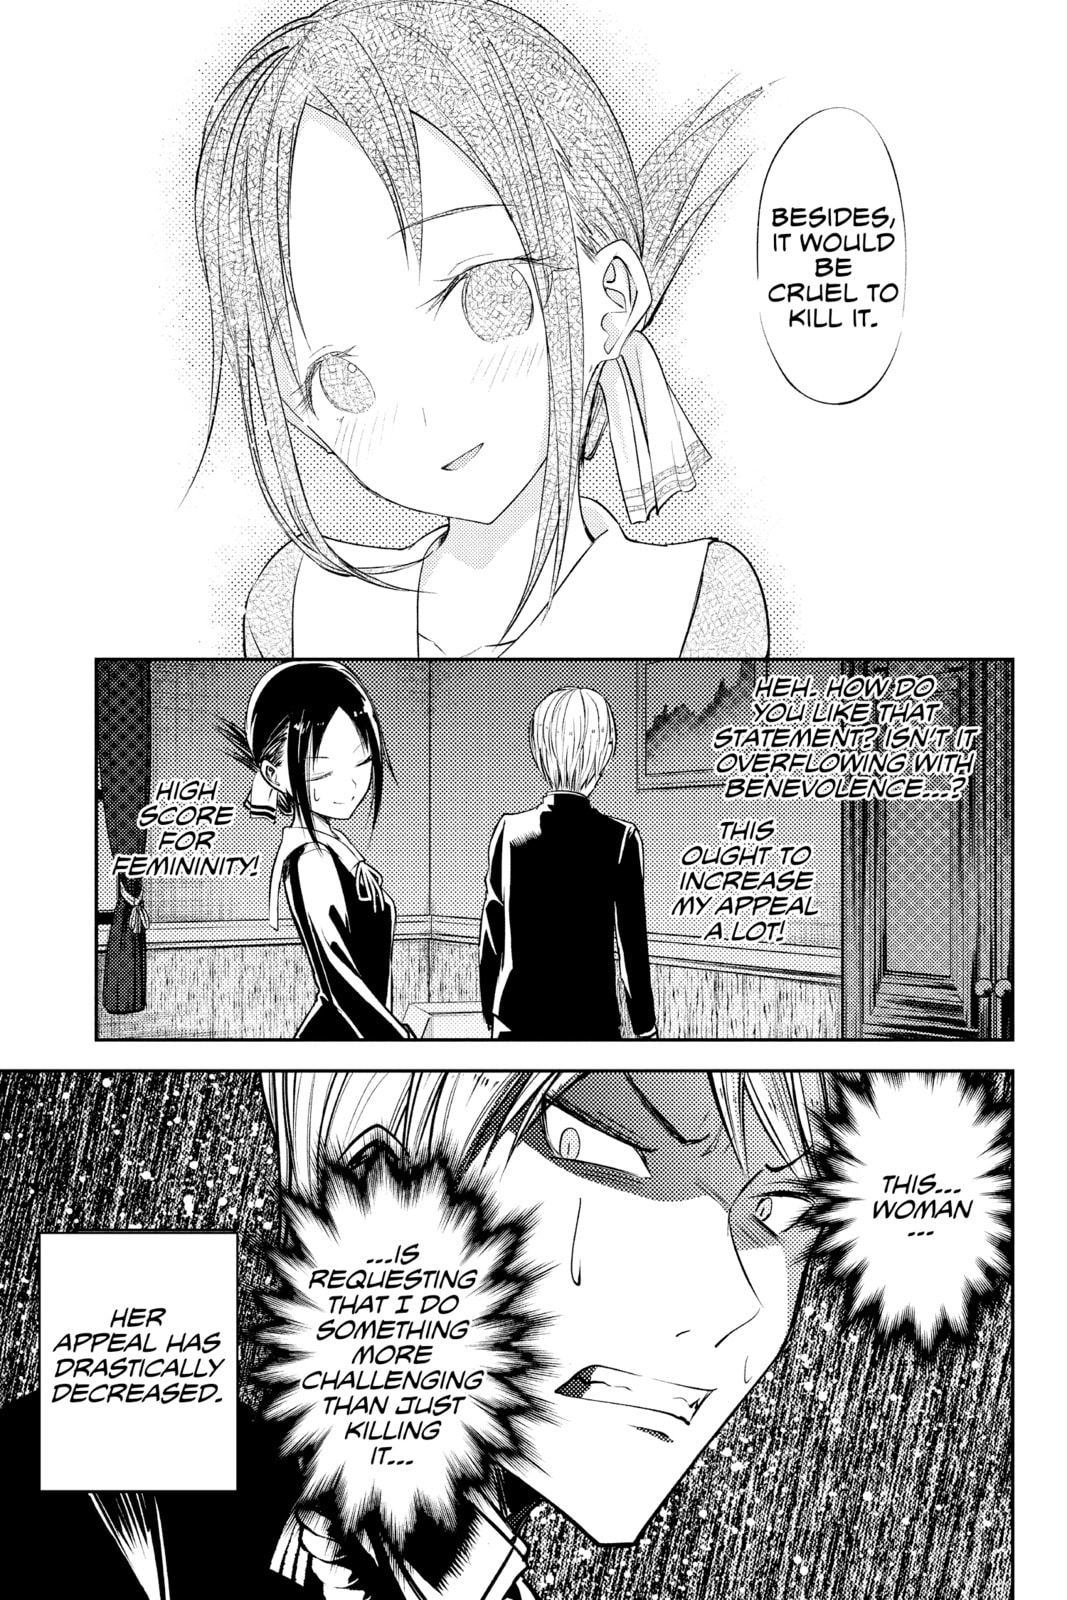 BESIDES,
IT WOULD
BE
CRUEL TO
KILL IT.
HEH. HOW DO
YOU LIKE THAT
STATEMENT? ISN'T IT
OVERFLOWING WITH
BENEVOLENCE...?
THIS
OUGHT TO
INCREASE
MY APPEAL
A LOT!
HIGH
SCORE
FOR
FEMININITY!
THIS...
WOMAN
...
...IS
REQUESTING
THAT I DO
SOMETHING
MORE
CHALLENGING
THAN JUST
KILLING
IT...
HER
APPEAL HAS
DRASTICALLY
DECREASED.